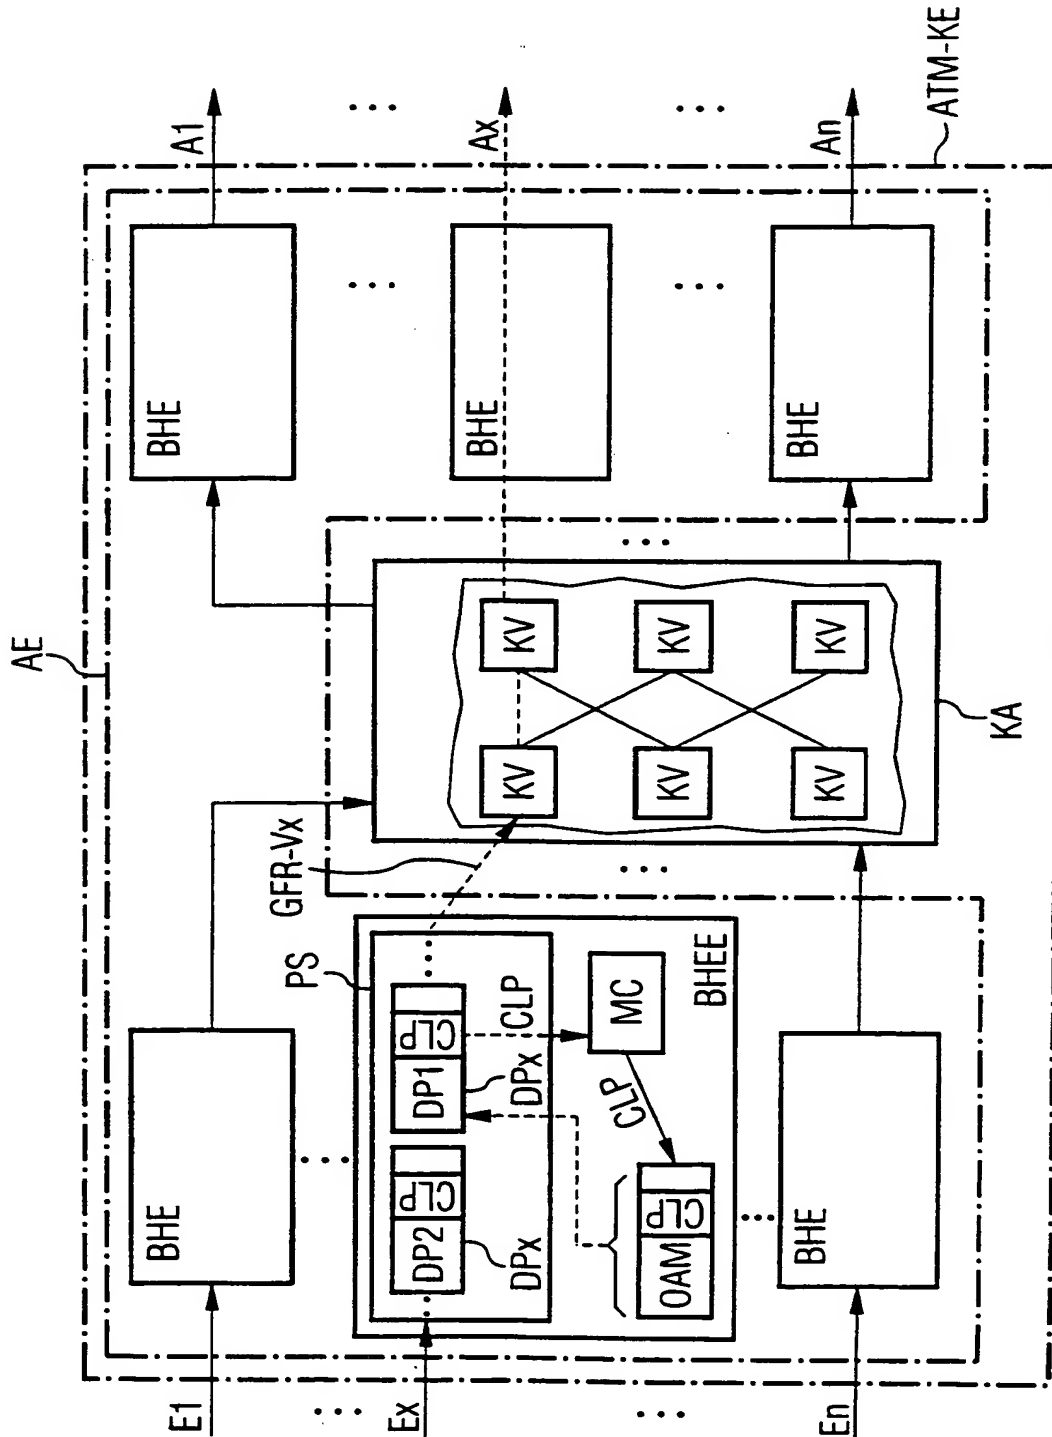 AE
ATM-KE
E1
BHE
BHE
A1
Ex
PS
DP2
CLP
DPx
DP1
CLP
DPx
CLP
MC
CLP
OAM
CLP
BHEE
GFR-Vx
KV
KV
KV
KV
KV
KV
KA
BHE
Ax
En
BHE
BHE
An